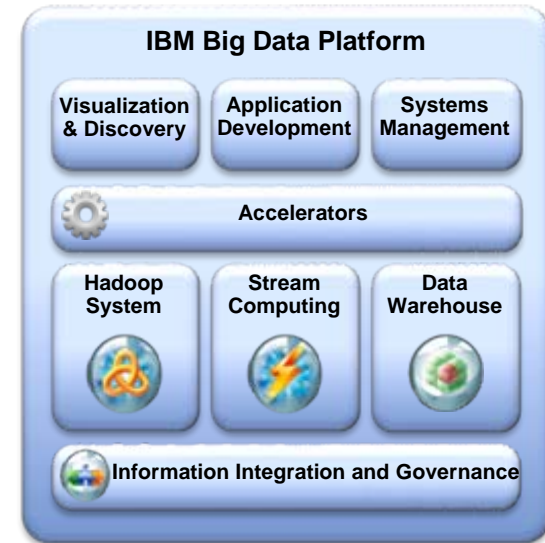 IBM Big Data Platform
Visualization
& Discovery
Application
Development
Systems
Management
Accelerators
Hadoop
System
Stream
Computing
Data
Warehouse
Information Integration and Governance